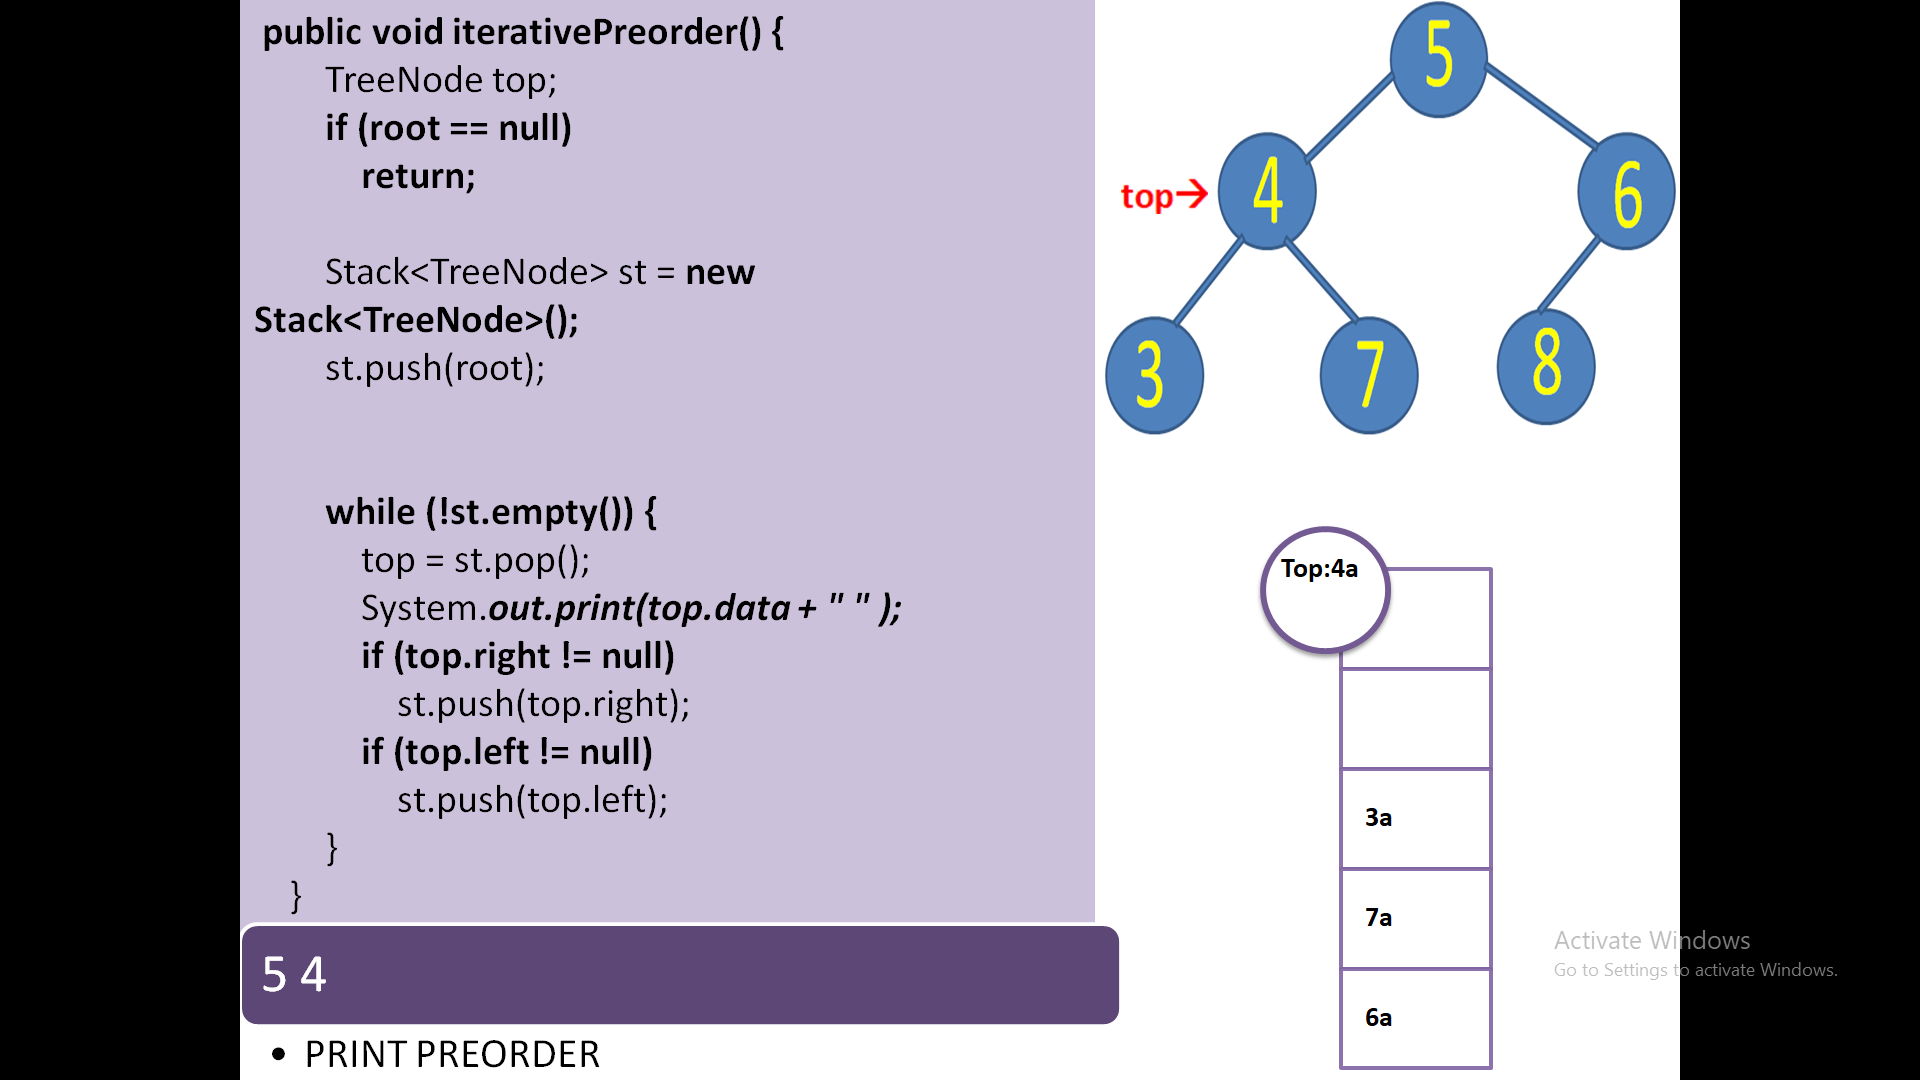 public void iterativePreorder() {
TreeNode top;
if (root == null)
return;
Stack<TreeNode> st = new
Stack<TreeNode>();
st.push(root);
while (!st.empty()) {
top = st.pop();
System.out.print(top.data + " " );
if (top.right != null)
st.push(top.right);
if (top.left != null)
st.push(top.left);
}
}
5 4
• PRINT PREORDER
5
top→ 4
6
3
7
8
Top:4a
3a
7a
6a
Activate Windows
Go to Settings to activate Windows.